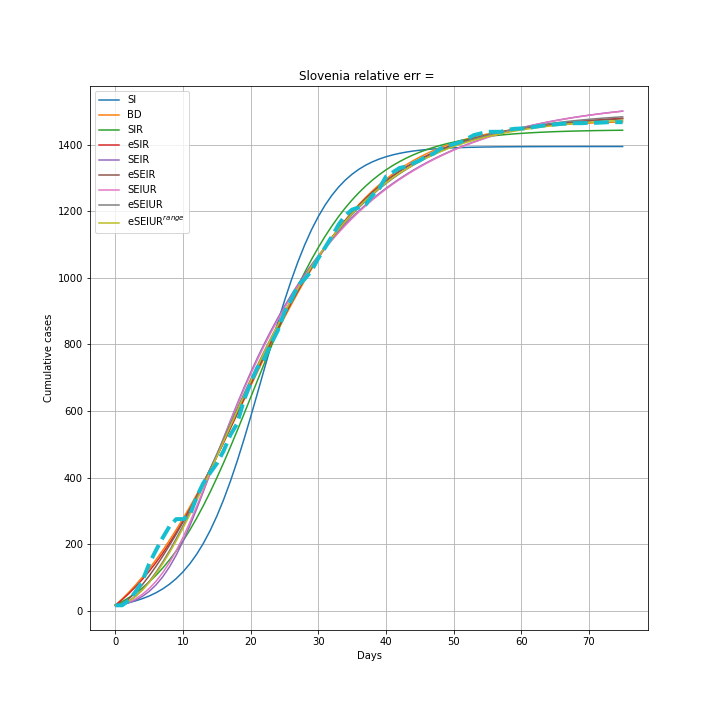 Slovenia relative err =
SI
BD
SIR
eSIR
SEIR
eSEIR
SEIUR
eSEIUR
eSEIUR^range
Cumulative cases
1400
1200
1000
800
600
400
200
0
0 10 20 30 40 50 60 70
Days